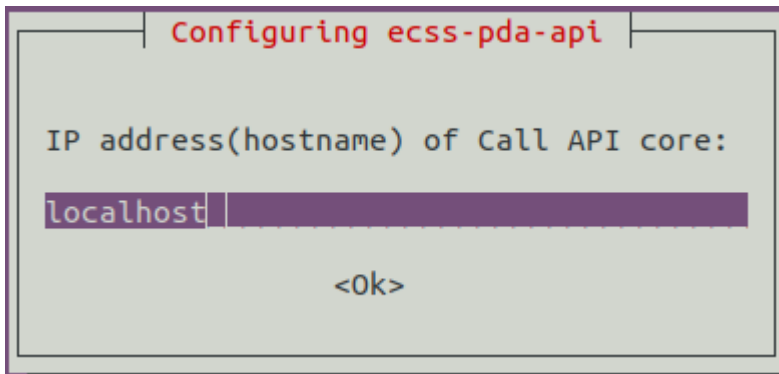 Configuring ecss-pda-api
IP address(hostname) of Call API core:
localhost
<Ok>